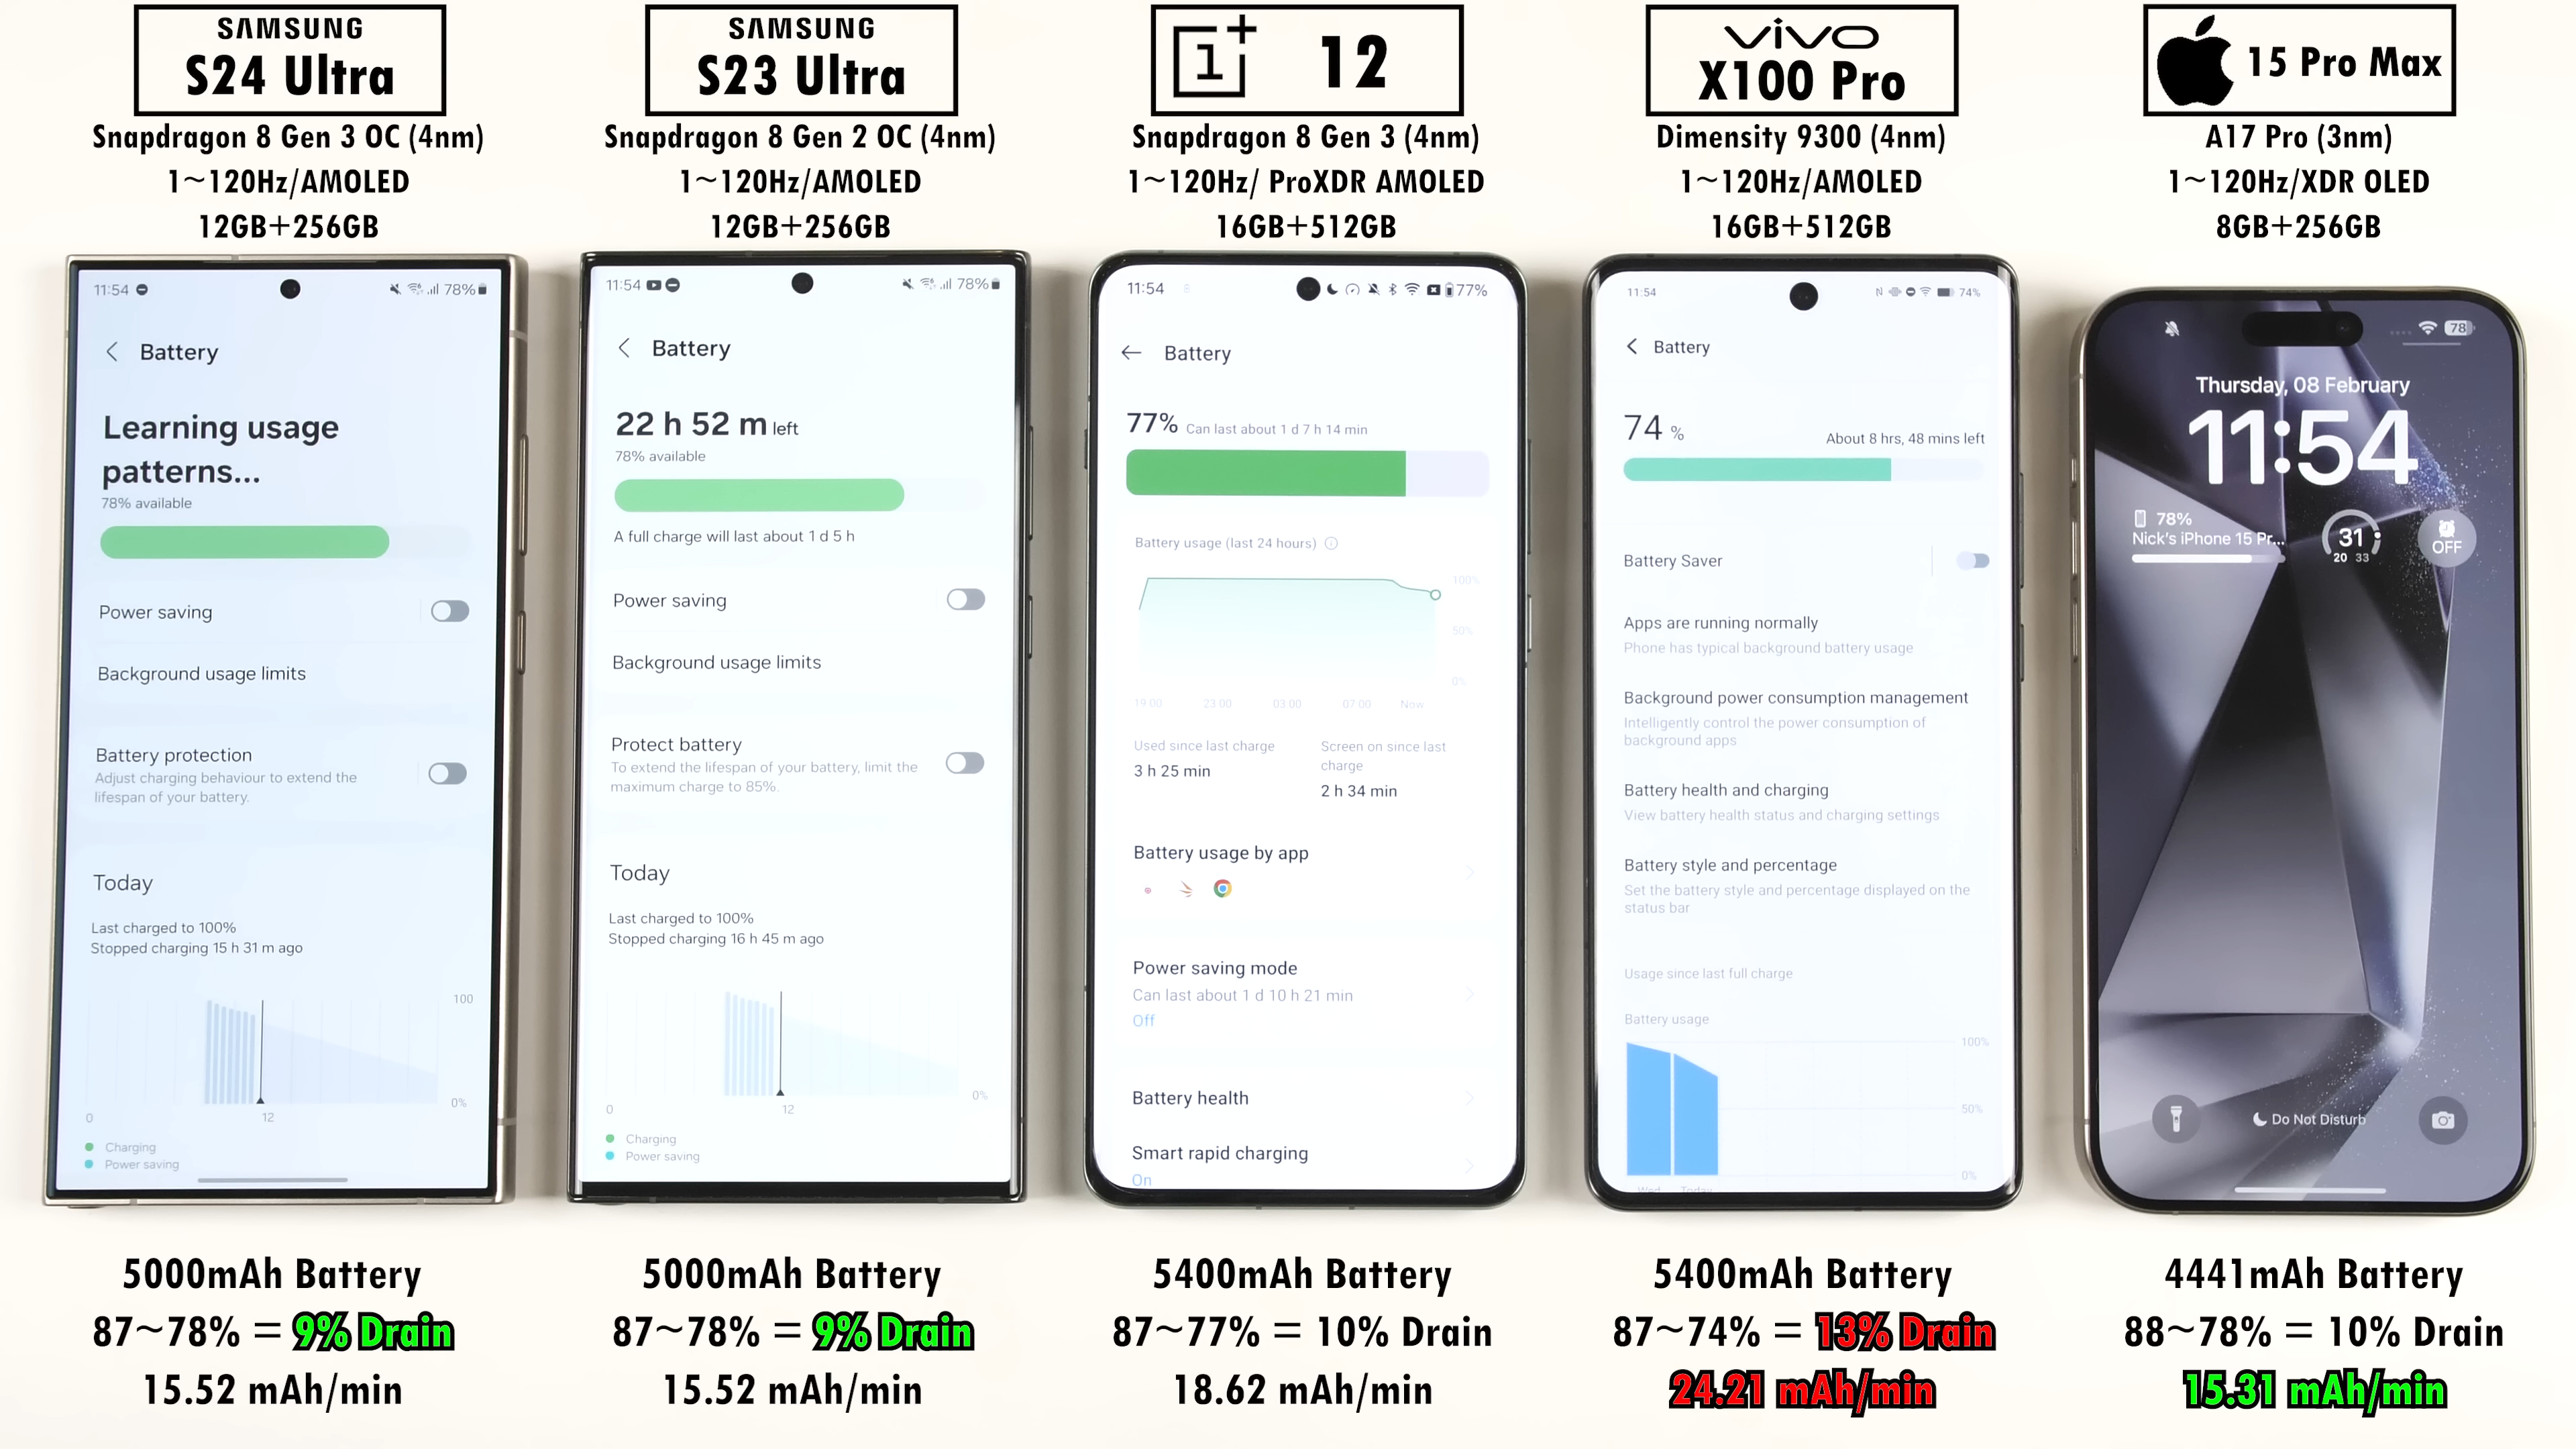 SAMSUNG
S24 Ultra
Snapdragon 8 Gen 3 OC (4nm)
1~120Hz/AMOLED
12GB+256GB
11:54
78%
Battery
Learning usage
patterns...
78% available
Power saving
Background usage limits
Battery protection
Adjust charging behaviour to extend the
lifespan of your battery.
Today
Last charged to 100%
Stopped charging 15 h 31 m ago
100
0%
0
12
Charging
Power saving
5000mAh Battery
87~78% = 9% Drain
15.52 mAh/min
SAMSUNG
S23 Ultra
Snapdragon 8 Gen 2 OC (4nm)
1~120Hz/AMOLED
12GB+256GB
11:54
78%
Battery
22 h 52 m left
78% available
A full charge will last about 1 d 5 h
Power saving
Background usage limits
Protect battery
To extend the lifespan of your battery, limit the
maximum charge to 85%.
Today
Last charged to 100%
Stopped charging 16 h 45 m ago
0%
0
12
Charging
Power saving
5000mAh Battery
87~78% = 9% Drain
15.52 mAh/min
1+ 12
Snapdragon 8 Gen 3 (4nm)
1~120Hz/ ProXDR AMOLED
16GB+512GB
11:54
77%
Battery
77% Can last about 1 d 7 h 14 min
Battery usage (last 24 hours)
100%
50%
0%
19:00 23:00 03:00 07:00 Now
Used since last charge
3 h 25 min
Screen on since last
charge
2 h 34 min
Battery usage by app
Power saving mode
Can last about 1 d 10 h 21 min
Off
Battery health
Smart rapid charging
On
5400mAh Battery
87~77% = 10% Drain
18.62 mAh/min
vivo
X100 Pro
Dimensity 9300 (4nm)
1~120Hz/AMOLED
16GB+512GB
11:54
74%
Battery
74 %
About 8 hrs, 48 mins left
Battery Saver
Apps are running normally
Phone has typical background battery usage
Background power consumption management
Intelligently control the power consumption of
background apps
Battery health and charging
View battery health status and charging settings
Battery style and percentage
Set the battery style and percentage displayed on the
status bar
Usage since last full charge
Battery usage
100%
50%
0%
Wed Today
5400mAh Battery
87~74% = 13% Drain
24.21 mAh/min
15 Pro Max
A17 Pro (3nm)
1~120Hz/XDR OLED
8GB+256GB
78
Thursday, 08 February
11:54
78%
Nick's iPhone 15 Pr...
31
20 33
OFF
Do Not Disturb
4441mAh Battery
88~78% = 10% Drain
15.31 mAh/min